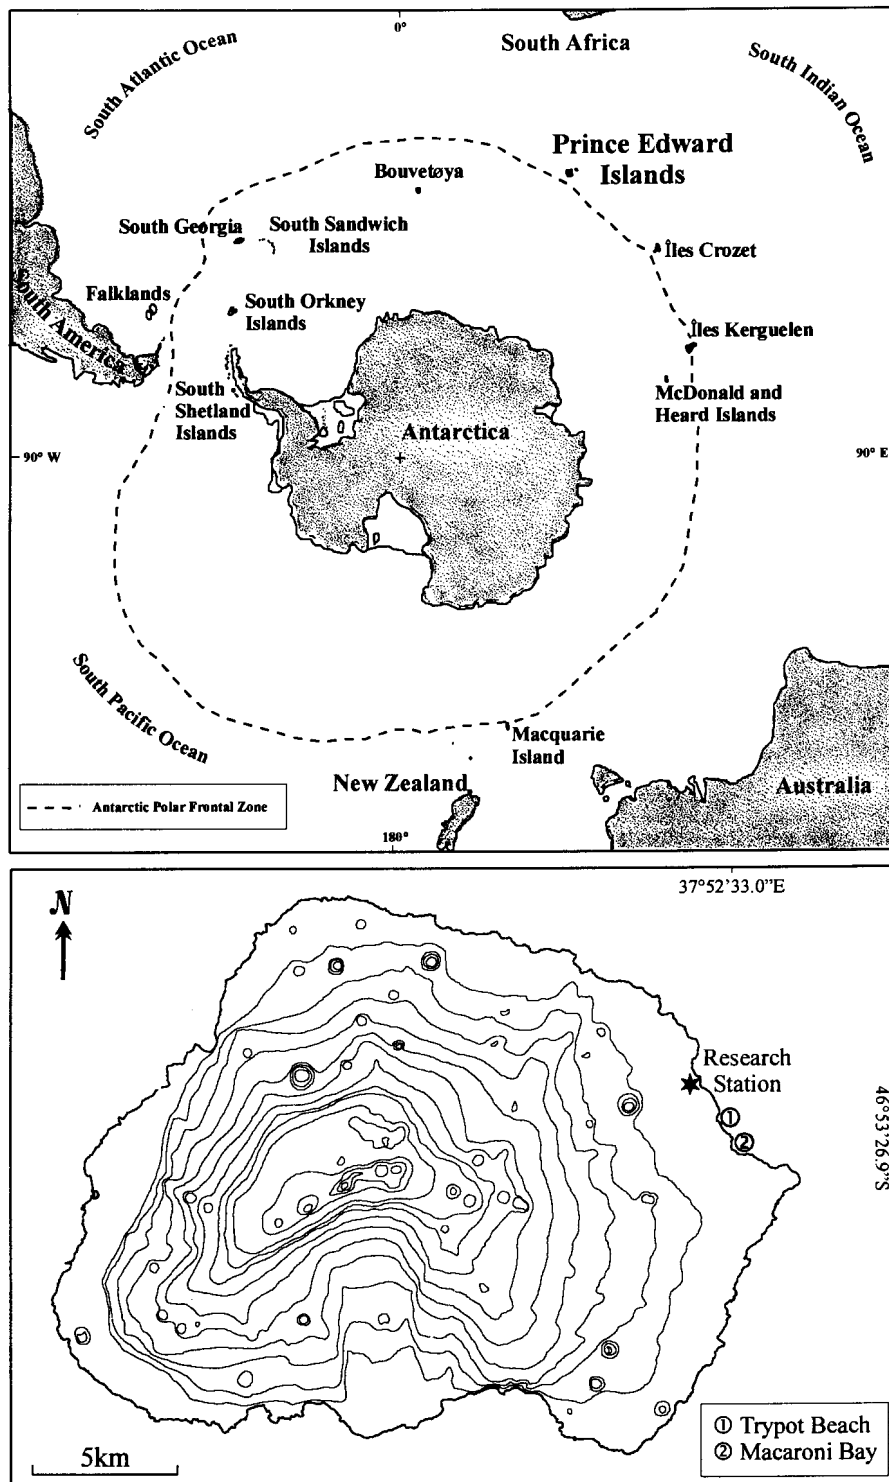 0°
South Africa
South Atlantic Ocean
South Indian Ocean
Prince Edward
Islands
Bouvetøya
South Georgia
South Sandwich
Islands
Îles Crozet
Falklands
South America
South Orkney
Islands
Îles Kerguelen
South
Shetland
Islands
McDonald and
Heard Islands
Antarctica
90° W
90° E
South Pacific Ocean
Macquarie
Island
New Zealand
Australia
Antarctic Polar Frontal Zone
180°
37°52'33.0"E
N
Research
Station
46°53'26.9"S
①
②
① Trypot Beach
② Macaroni Bay
5km